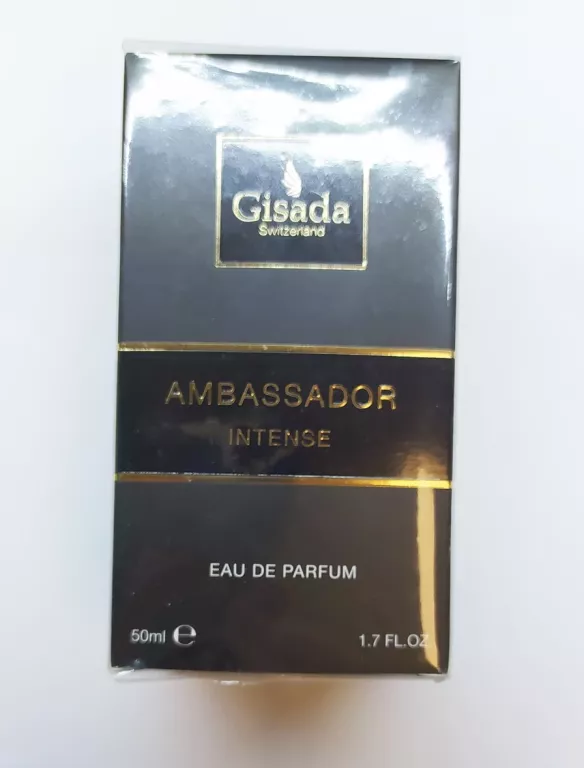 Gisada
Switzerland
AMBASSADOR
INTENSE
EAU DE PARFUM
50ml ℮
1.7 FL.OZ